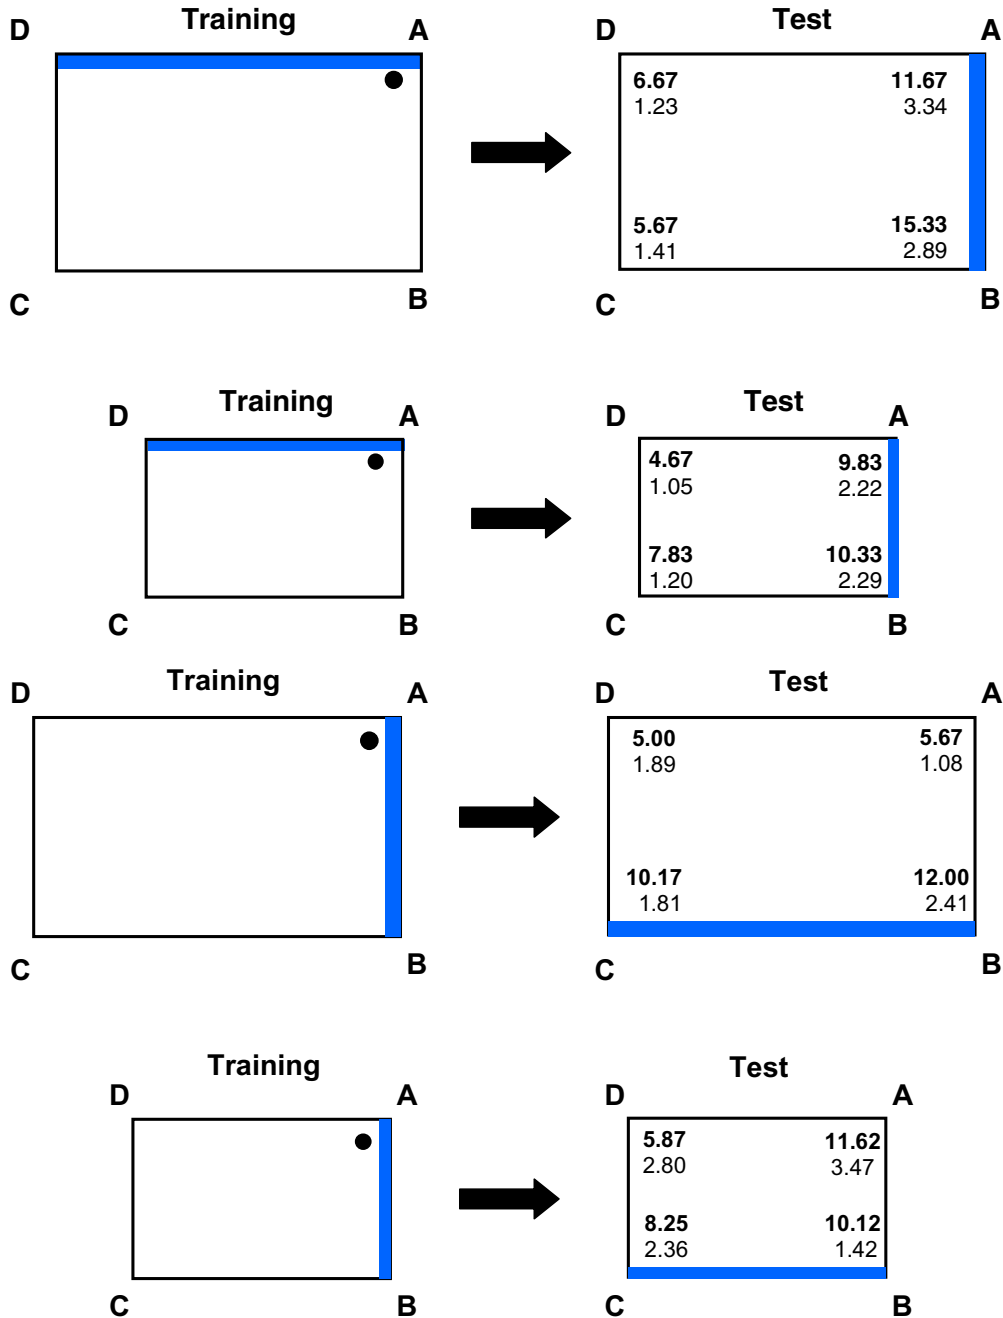 Training Test
D A D A
6.67 11.67
1.23 3.34
5.67 15.33
1.41 2.89
C B C B
Training Test
D A D A
4.67 9.83
1.05 2.22
7.83 10.33
1.20 2.29
C B C B
Training Test
D A D A
5.00 5.67
1.89 1.08
10.17 12.00
1.81 2.41
C B C B
Training Test
D A D A
5.87 11.62
2.80 3.47
8.25 10.12
2.36 1.42
C B C B